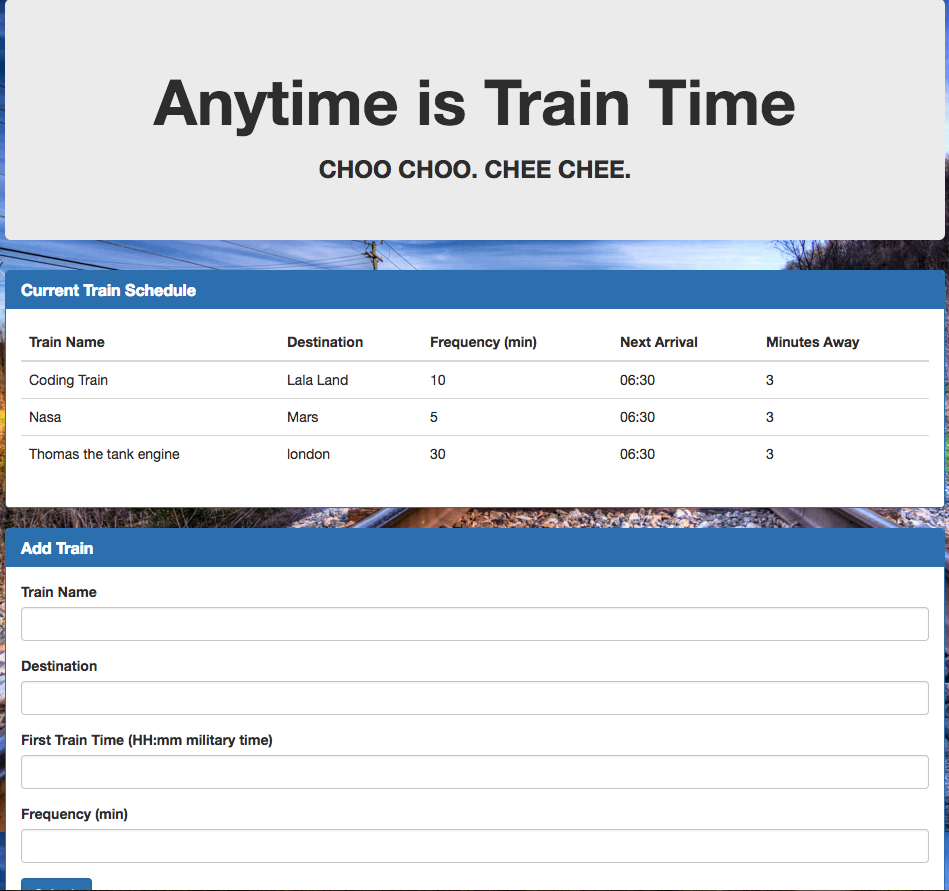 Anytime is Train Time
CHOO CHOO. CHEE CHEE.
Current Train Schedule
Train Name Destination Frequency (min) Next Arrival Minutes Away
Coding Train Lala Land 10 06:30 3
Nasa Mars 5 06:30 3
Thomas the tank engine london 30 06:30 3
Add Train
Train Name
Destination
First Train Time (HH:mm military time)
Frequency (min)